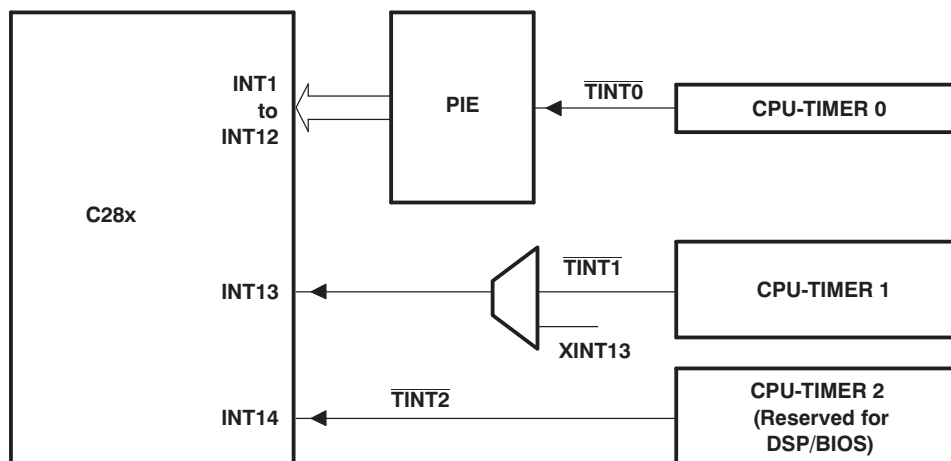 INT1
to
INT12
PIE
TINT0
CPU-TIMER 0
C28x
INT13
TINT1
CPU-TIMER 1
XINT13
INT14
TINT2
CPU-TIMER 2
(Reserved for
DSP/BIOS)